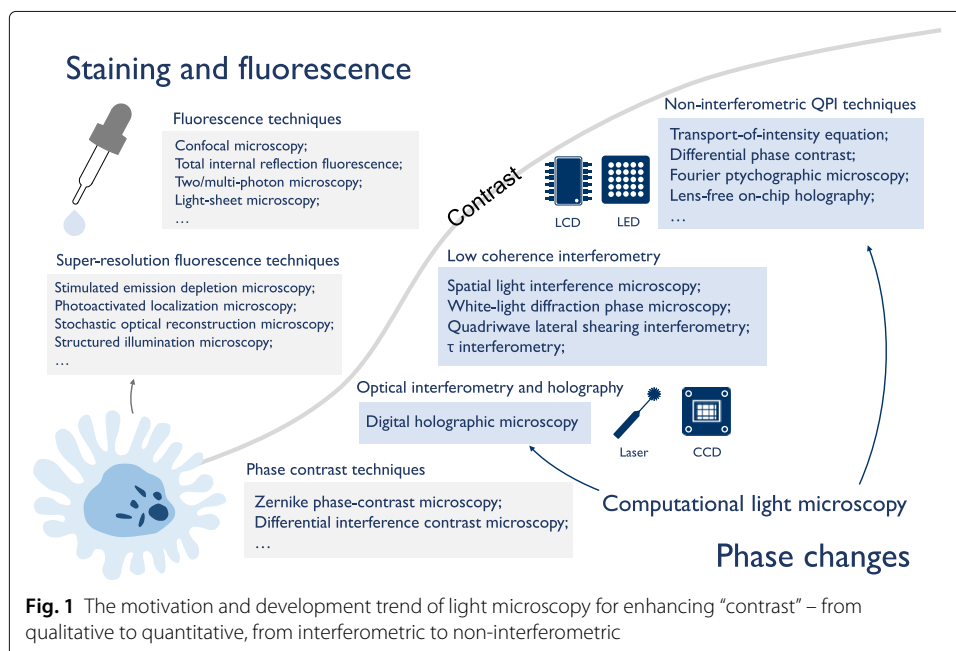 Staining and fluorescence
Fluorescence techniques
Confocal microscopy;
Total internal reflection fluorescence;
Two/multi-photon microscopy;
Light-sheet microscopy;
…
Super-resolution fluorescence techniques
Stimulated emission depletion microscopy;
Photoactivated localization microscopy;
Stochastic optical reconstruction microscopy;
Structured illumination microscopy;
…
Contrast
Non-interferometric QPI techniques
Transport-of-intensity equation;
Differential phase contrast;
Fourier ptychographic microscopy;
Lens-free on-chip holography;
…
LCD
LED
Low coherence interferometry
Spatial light interference microscopy;
White-light diffraction phase microscopy;
Quadriwave lateral shearing interferometry;
τ interferometry;
Optical interferometry and holography
Digital holographic microscopy
Laser
CCD
Phase contrast techniques
Zernike phase-contrast microscopy;
Differential interference contrast microscopy;
…
Computational light microscopy
Phase changes
Fig. 1 The motivation and development trend of light microscopy for enhancing “contrast” – from
qualitative to quantitative, from interferometric to non-interferometric